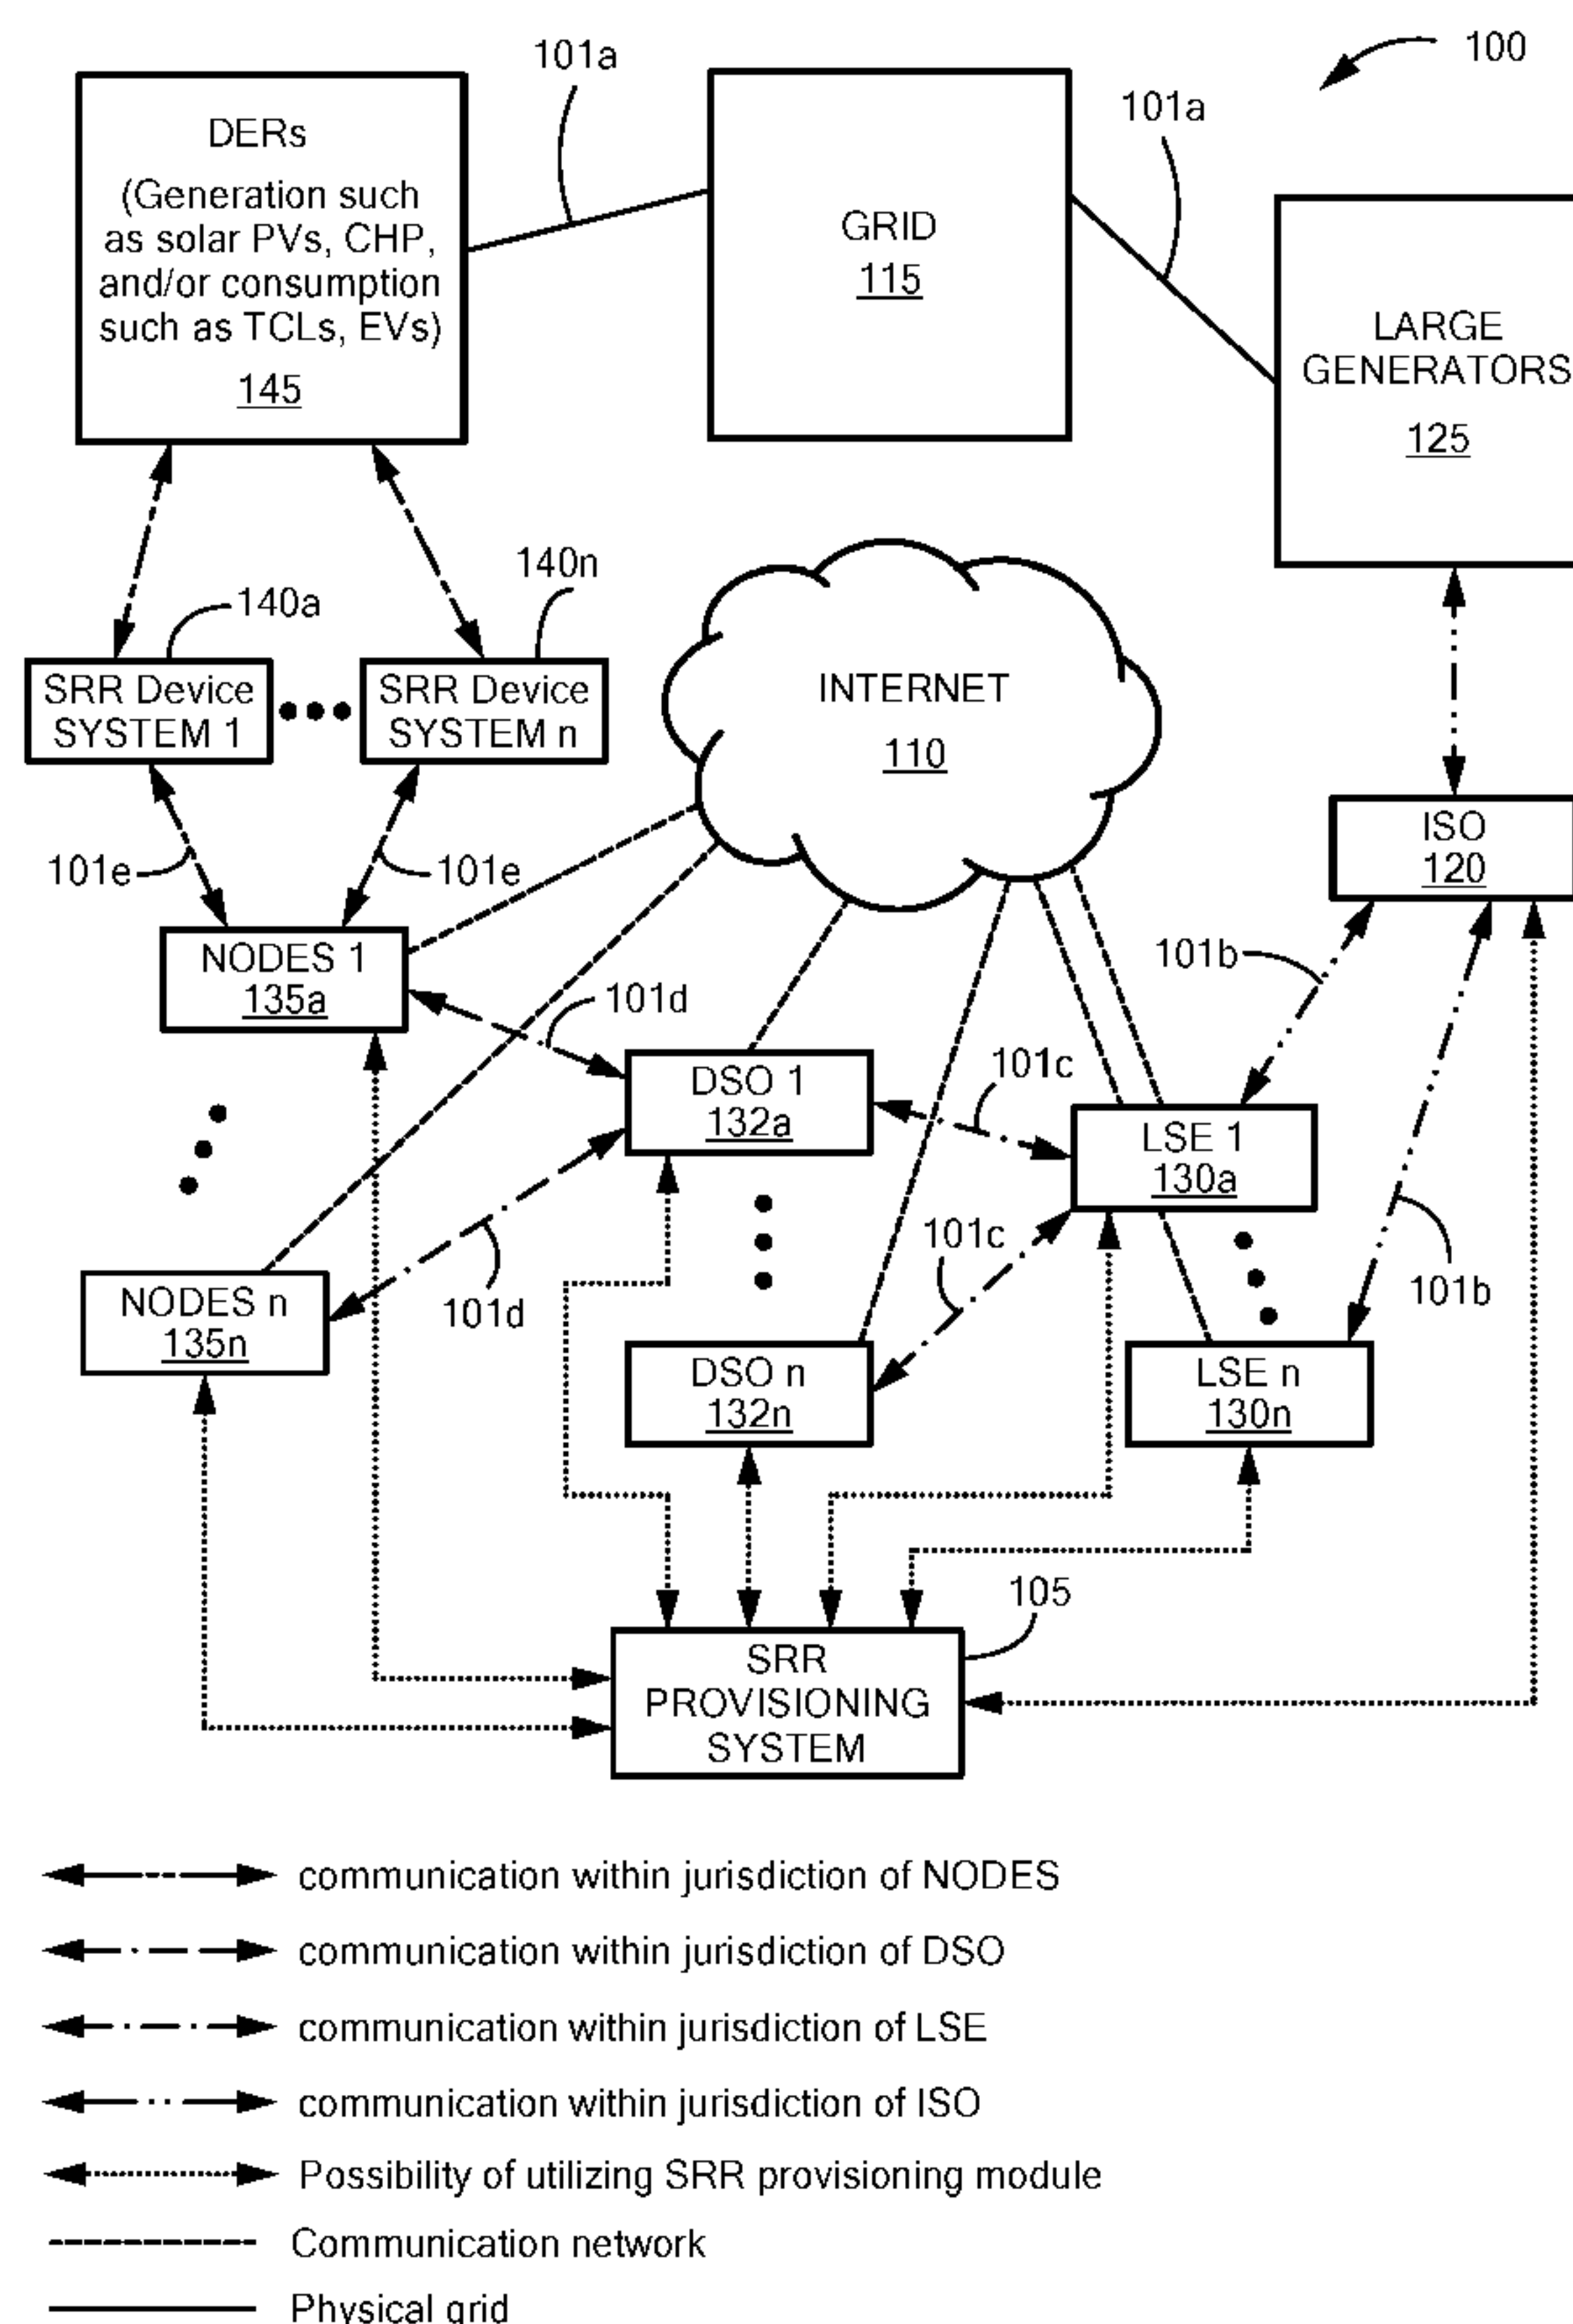 100
101a
101a
DERs
(Generation such
as solar PVs, CHP,
and/or consumption
such as TCLs, EVs)
145
GRID
115
LARGE
GENERATORS
125
140a
140n
SRR Device
SYSTEM 1
SRR Device
SYSTEM n
INTERNET
110
ISO
120
101e
101e
NODES 1
135a
101d
101b
DSO 1
132a
101c
LSE 1
130a
101c
101b
101d
NODES n
135n
DSO n
132n
LSE n
130n
105
SRR
PROVISIONING
SYSTEM
communication within jurisdiction of NODES
communication within jurisdiction of DSO
communication within jurisdiction of LSE
communication within jurisdiction of ISO
Possibility of utilizing SRR provisioning module
Communication network
Physical grid